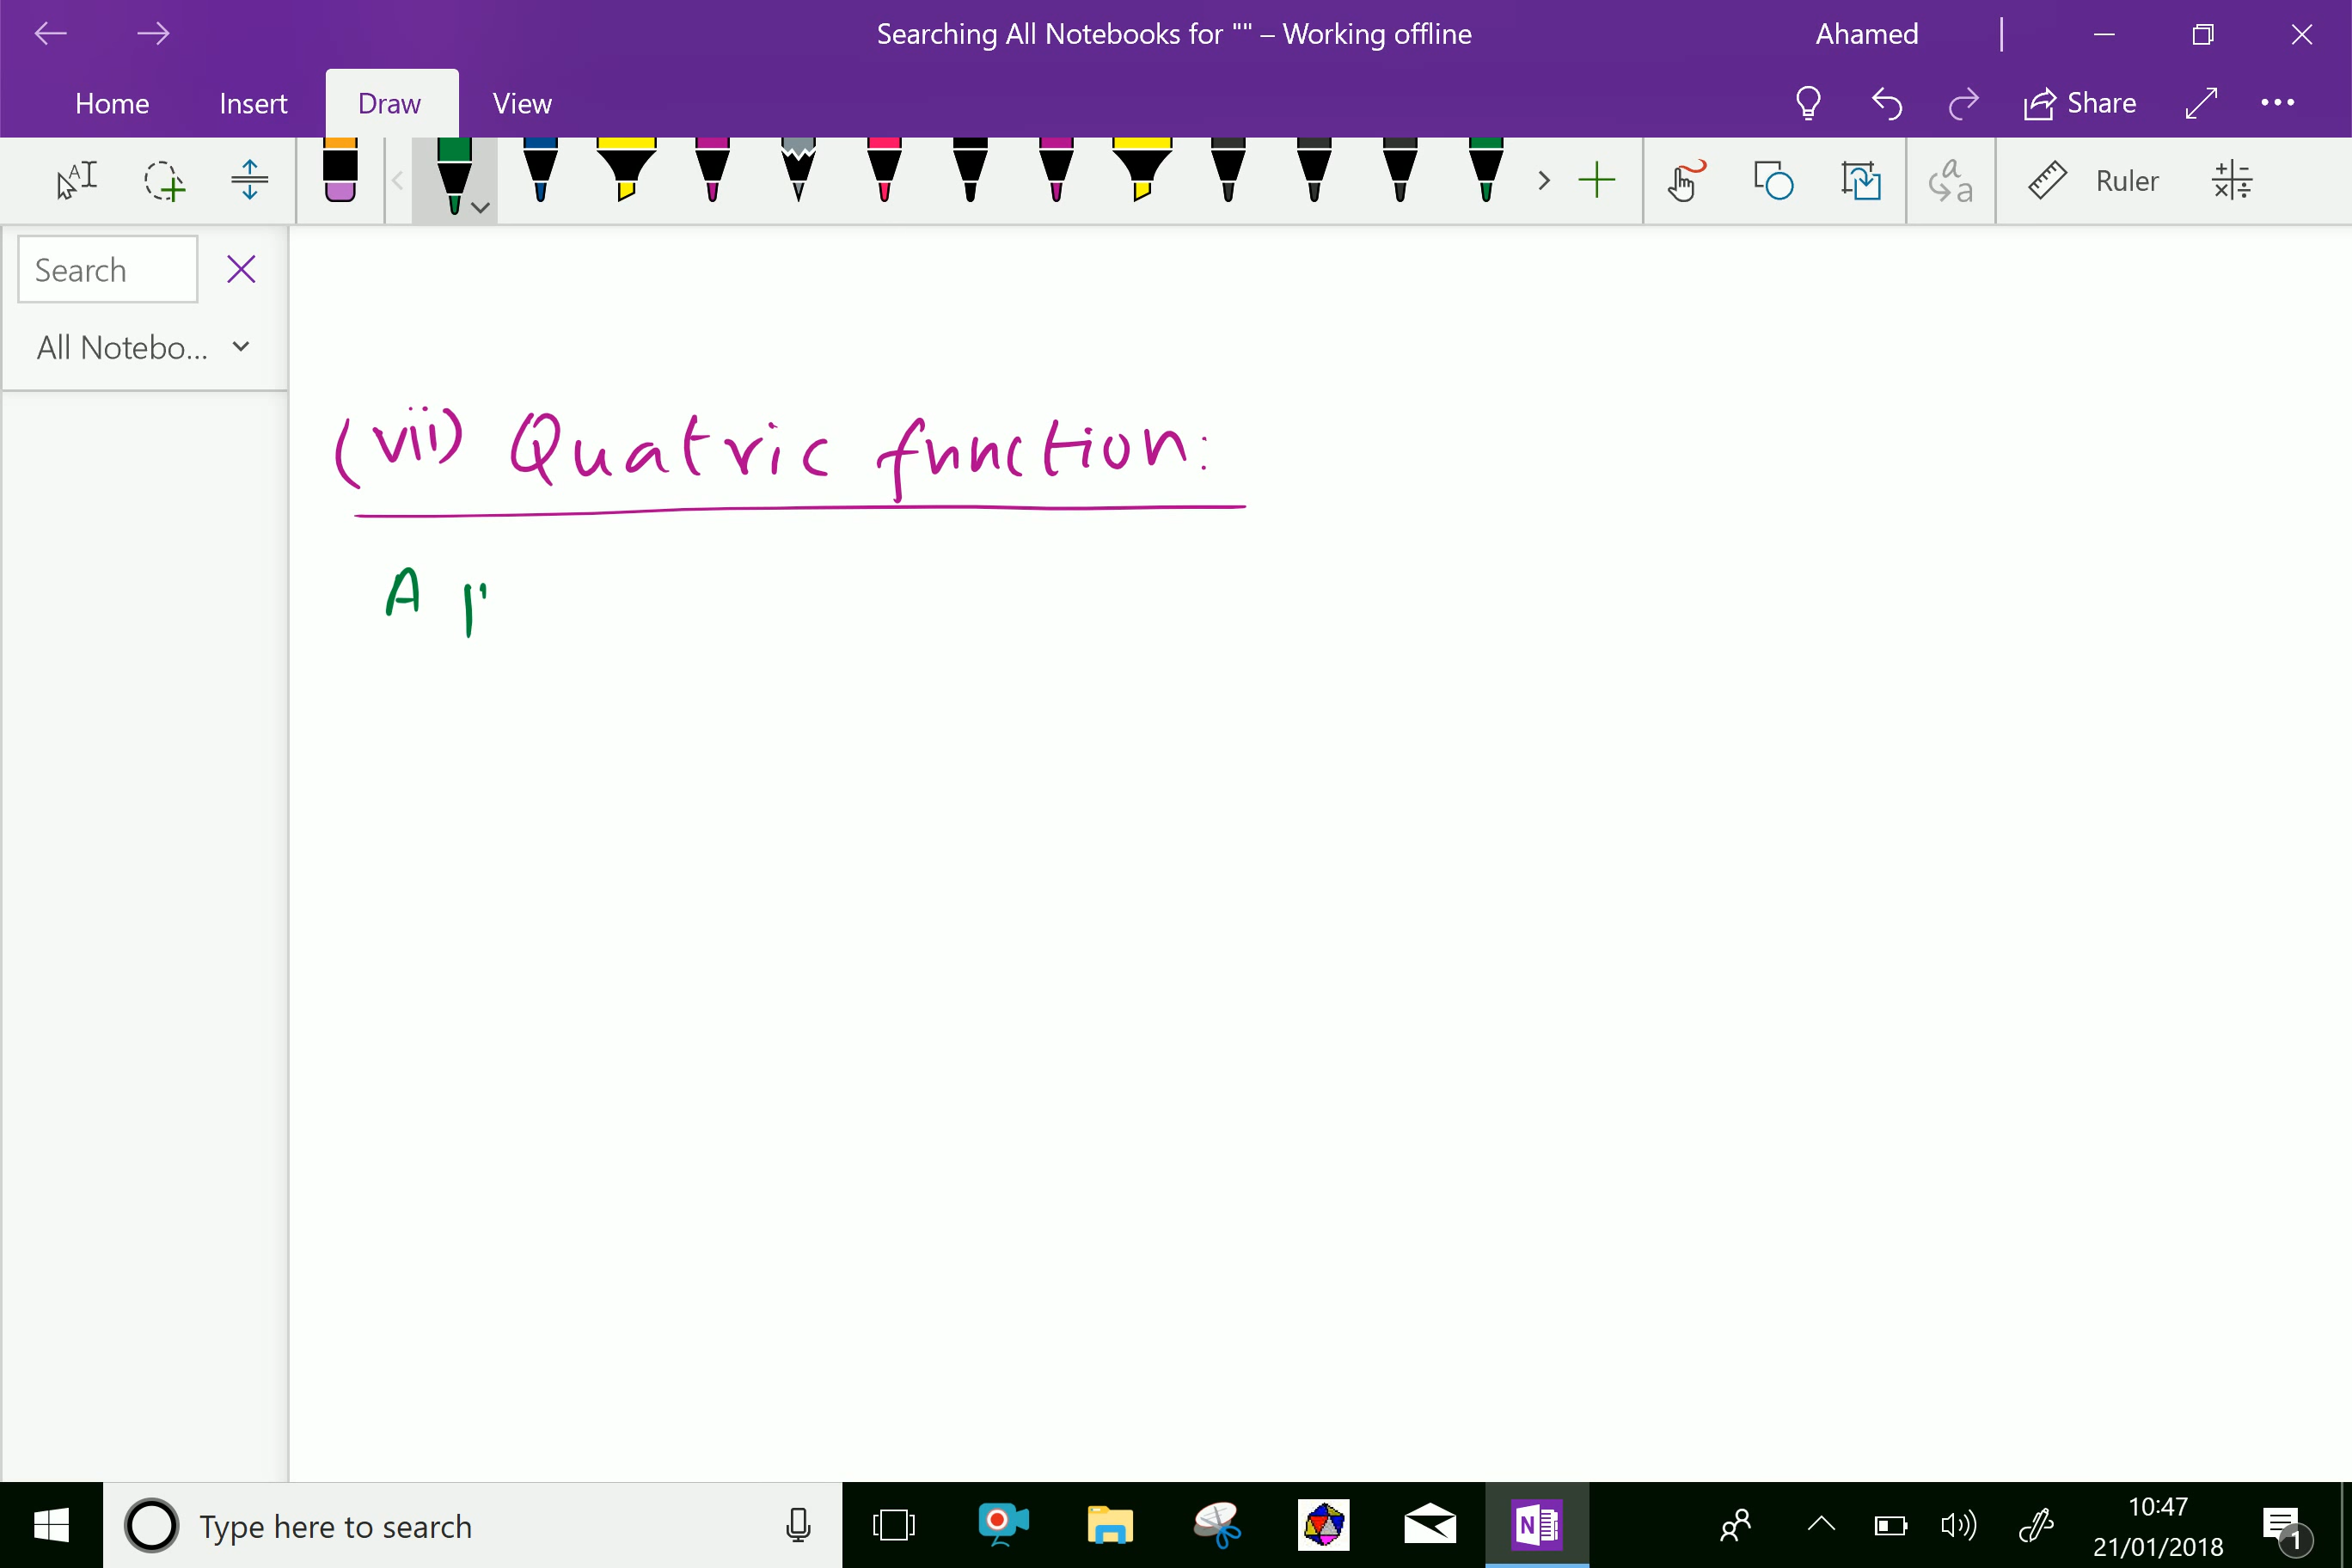 Searching All Notebooks for "" – Working offline
Ahamed
Home Insert Draw View
Share
Ruler
Search
All Notebo...
(vii) Quatric function:
A
Type here to search
N
10:47
21/01/2018
1